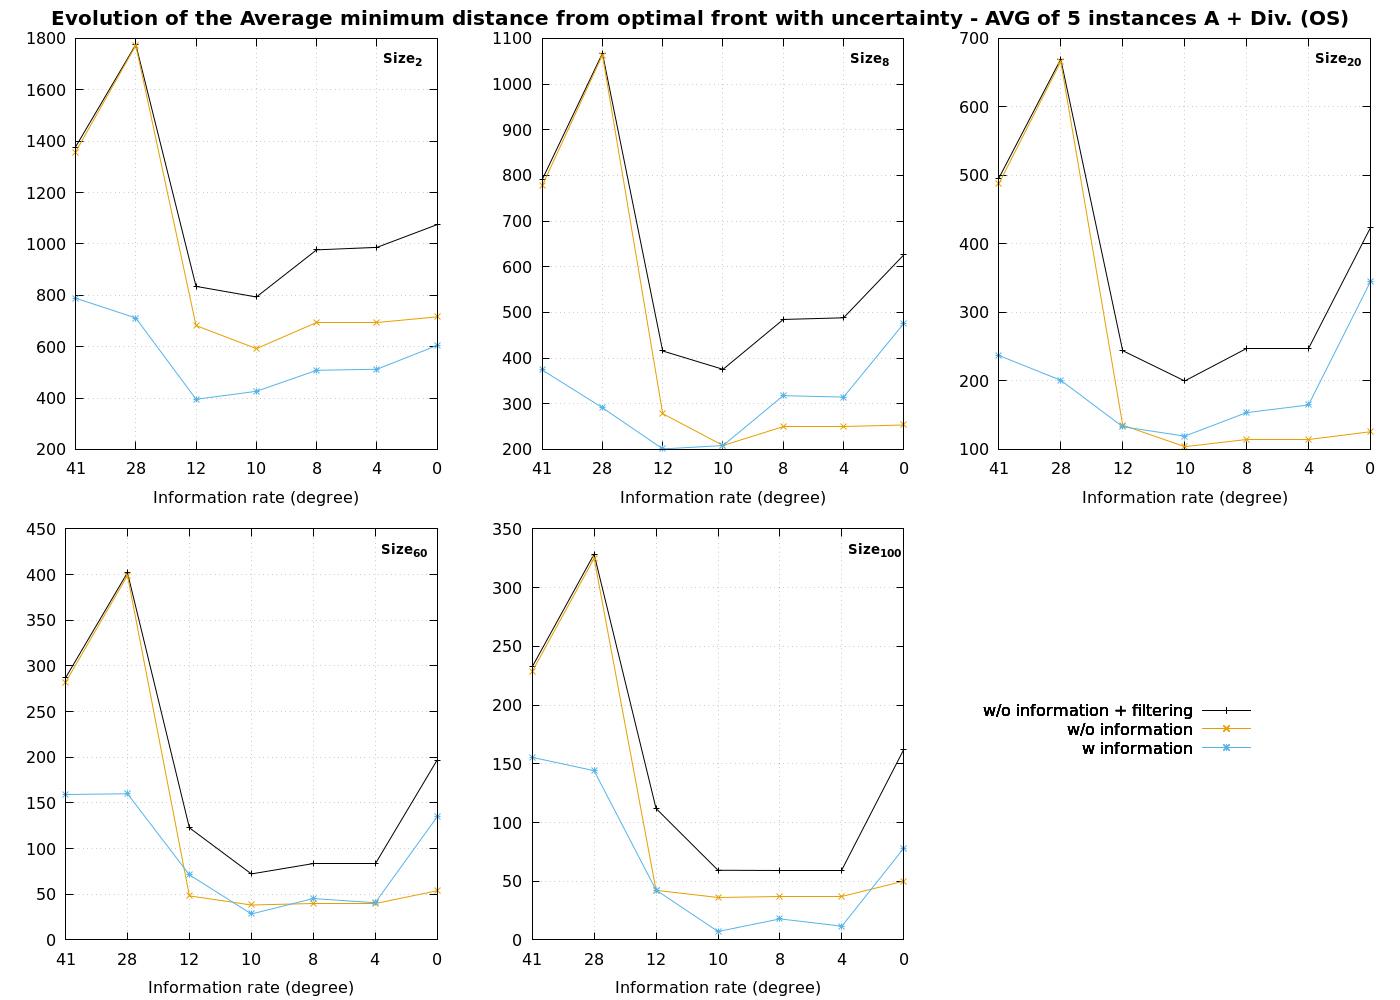 Evolution of the Average minimum distance from optimal front with uncertainty - AVG of 5 instances A + Div. (OS)
1800
1600
1400
1200
1000
800
600
400
200
41 28 12 10 8 4 0
Information rate (degree)
Size2
1100
1000
900
800
700
600
500
400
300
200
41 28 12 10 8 4 0
Information rate (degree)
Size8
700
600
500
400
300
200
100
41 28 12 10 8 4 0
Information rate (degree)
Size20
450
400
350
300
250
200
150
100
50
0
41 28 12 10 8 4 0
Information rate (degree)
Size60
350
300
250
200
150
100
50
0
41 28 12 10 8 4 0
Information rate (degree)
Size100
w/o information + filtering
w/o information
w information